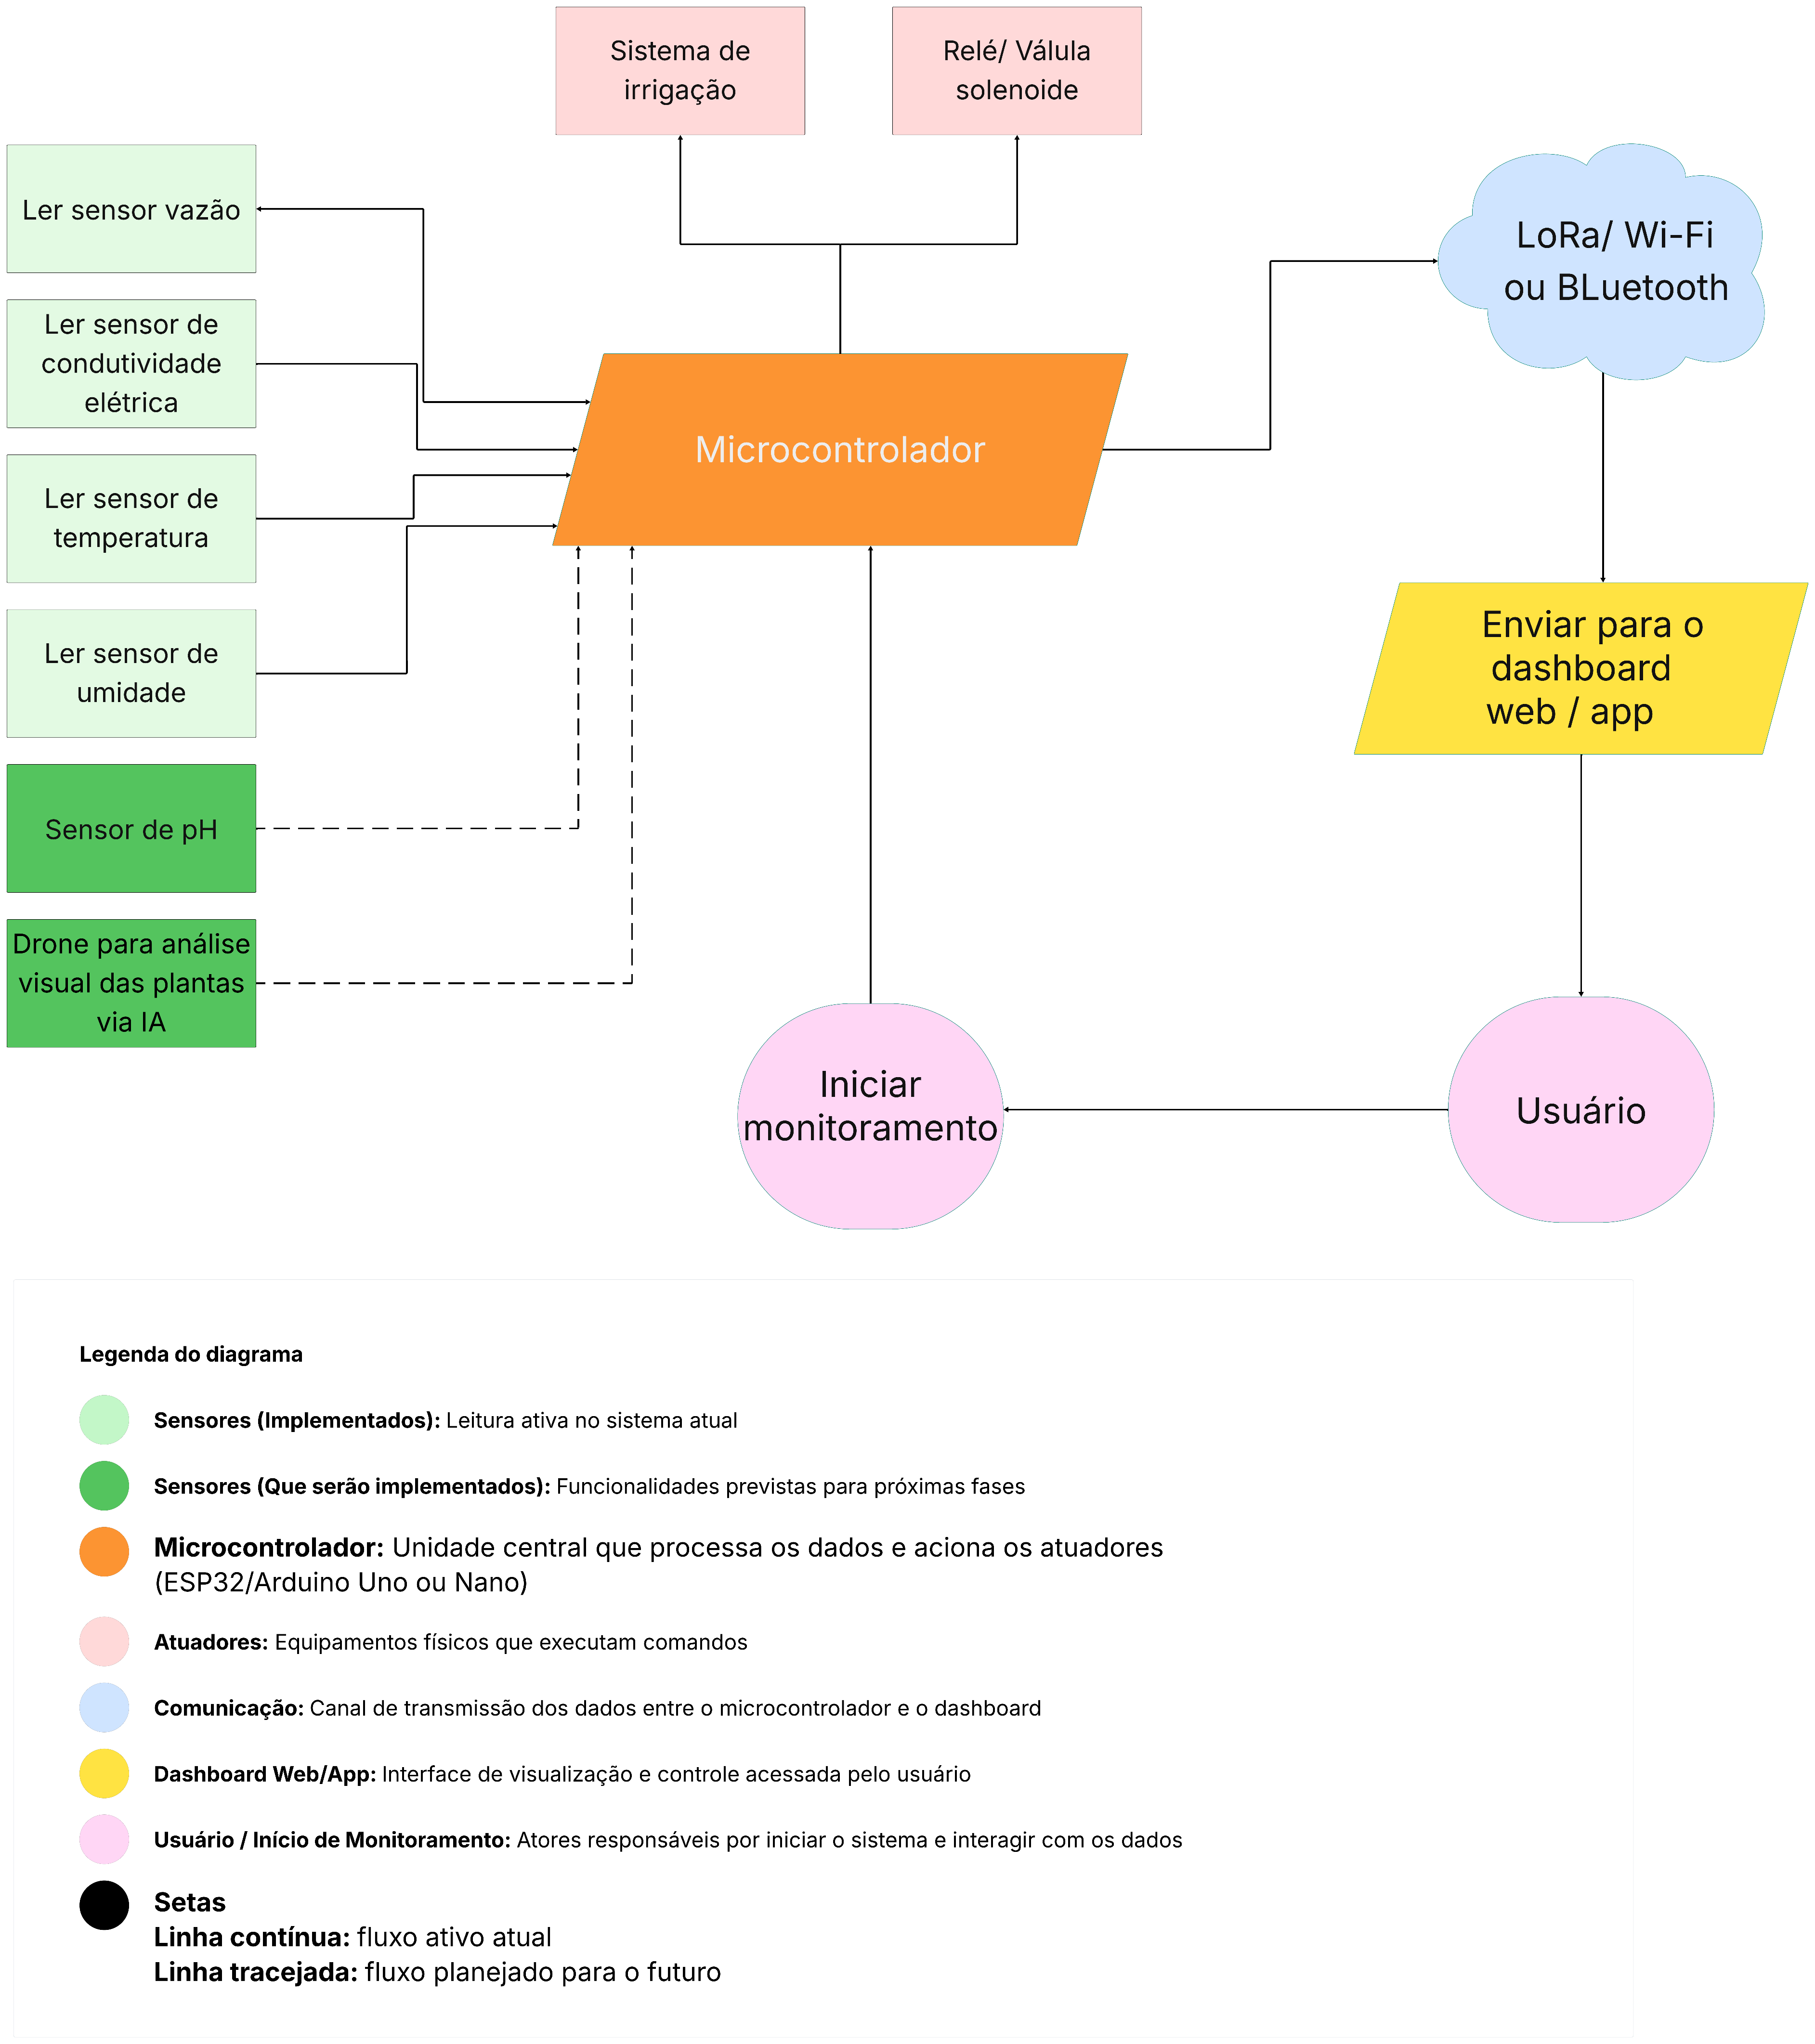 Sistema de
irrigação
Relé/ Válula
solenoide
Ler sensor vazão
LoRa/ Wi-Fi
ou BLuetooth
Ler sensor de
condutividade
elétrica
Microcontrolador
Ler sensor de
temperatura
Enviar para o
dashboard
web / app
Ler sensor de
umidade
Sensor de pH
Drone para análise
visual das plantas
via IA
Iniciar
monitoramento
Usuário
Legenda do diagrama
Sensores (Implementados): Leitura ativa no sistema atual
Sensores (Que serão implementados): Funcionalidades previstas para próximas fases
Microcontrolador: Unidade central que processa os dados e aciona os atuadores
(ESP32/Arduino Uno ou Nano)
Atuadores: Equipamentos físicos que executam comandos
Comunicação: Canal de transmissão dos dados entre o microcontrolador e o dashboard
Dashboard Web/App: Interface de visualização e controle acessada pelo usuário
Usuário / Início de Monitoramento: Atores responsáveis por iniciar o sistema e interagir com os dados
Setas
Linha contínua: fluxo ativo atual
Linha tracejada: fluxo planejado para o futuro